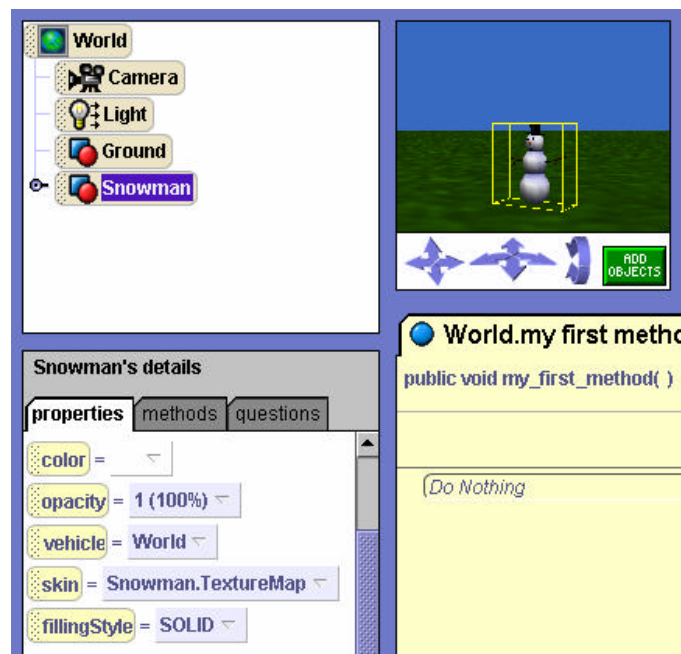 World
Camera
Light
Ground
Snowman
ADD
OBJECTS
Snowman's details
properties methods questions
color =
opacity = 1 (100%)
vehicle = World
skin = Snowman.TextureMap
fillingStyle = SOLID
World.my first metho
public void my_first_method( )
(Do Nothing